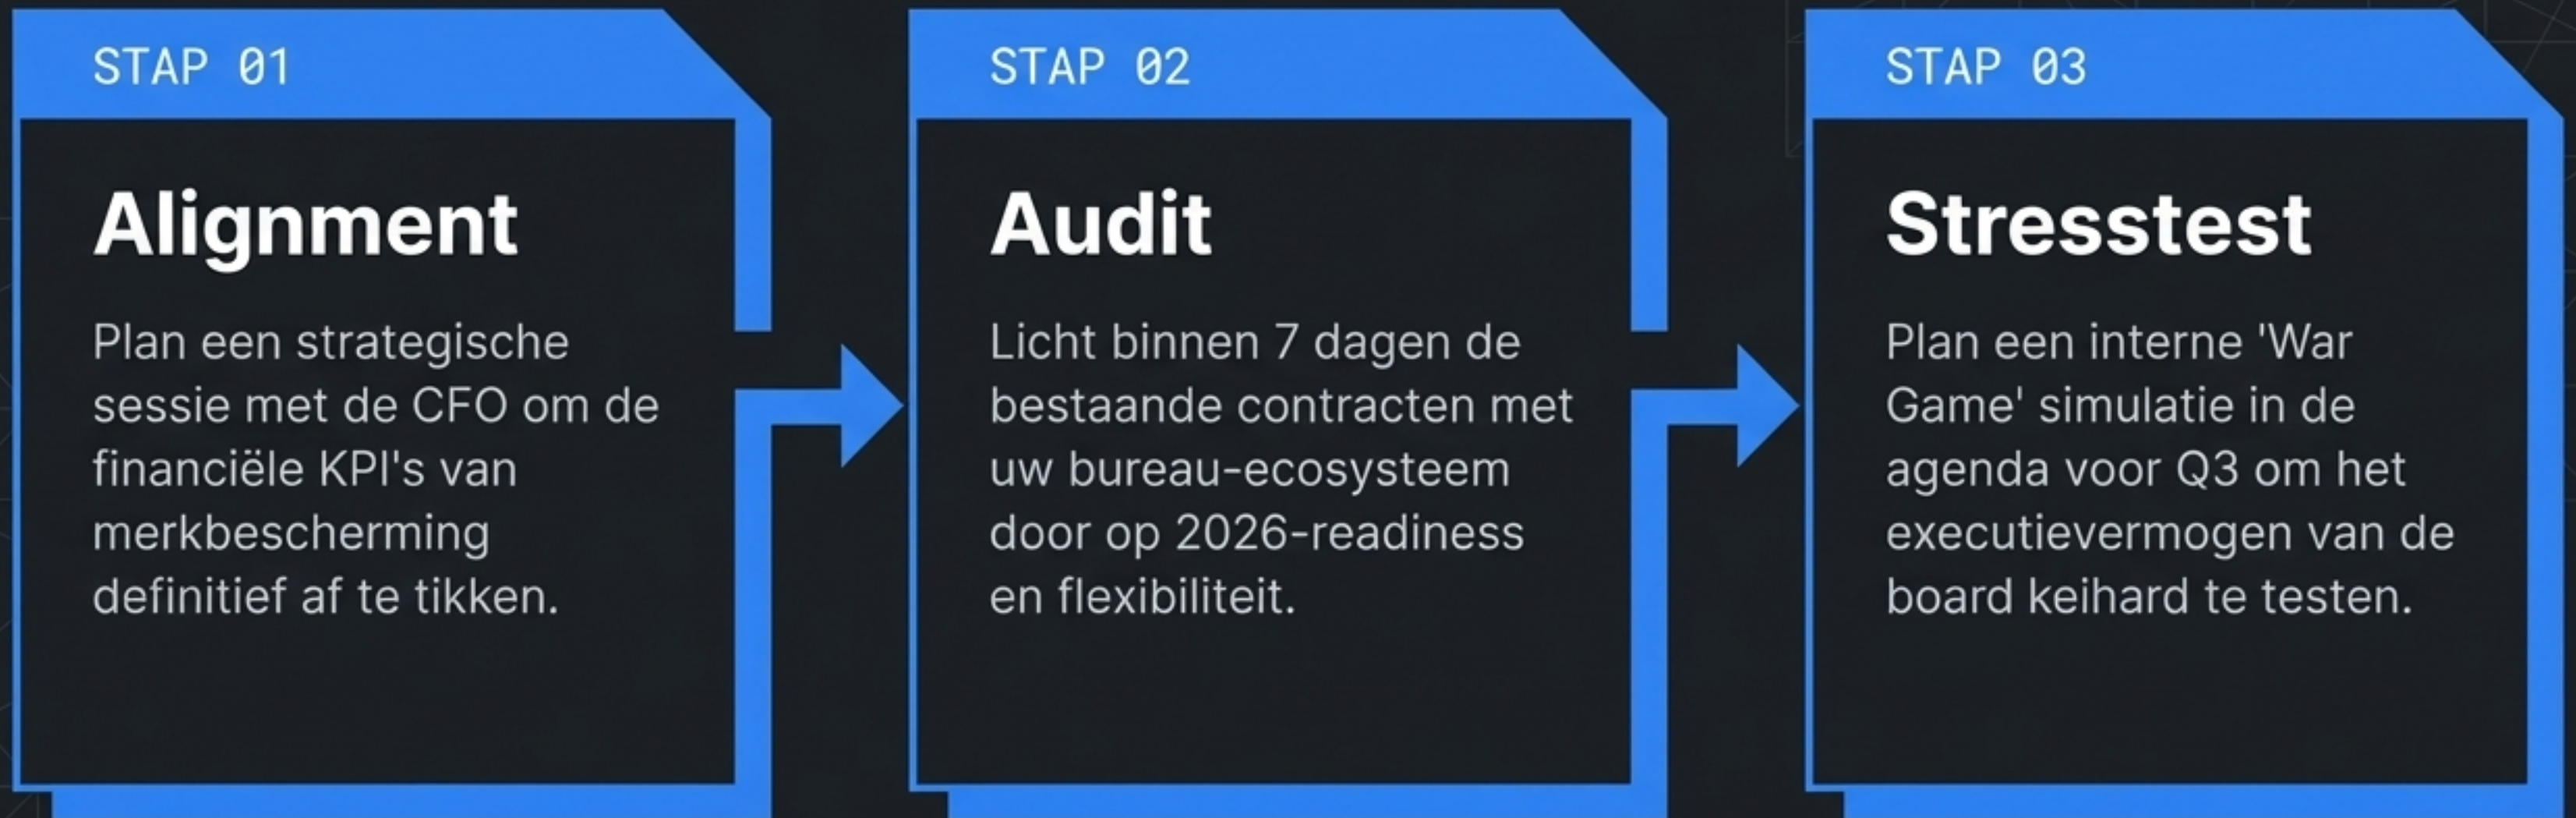 STAP 01
Alignment
Plan een strategische
sessie met de CFO om de
financiële KPI's van
merkbescherming
definitief af te tikken.
STAP 02
Audit
Licht binnen 7 dagen de
bestaande contracten met
uw bureau-ecosysteem
door op 2026-readiness
en flexibiliteit.
STAP 03
Stresstest
Plan een interne 'War
Game' simulatie in de
agenda voor Q3 om het
executievermogen van de
board keihard te testen.